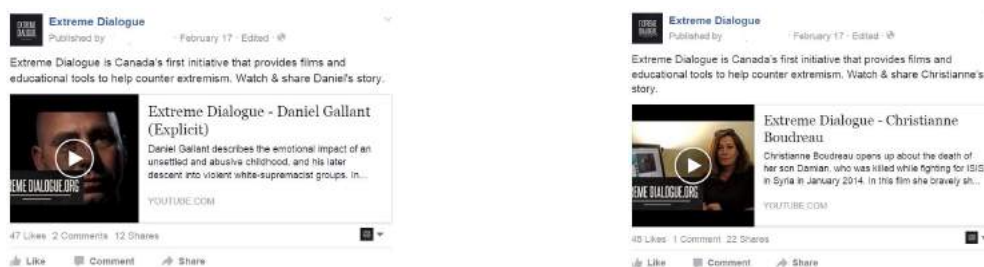 EXTREME DIALOGUE
Extreme Dialogue
Published by · February 17 · Edited ·
Extreme Dialogue is Canada's first initiative that provides films and
educational tools to help counter extremism. Watch & share Daniel's story.
Extreme Dialogue - Daniel Gallant
(Explicit)
Daniel Gallant describes the emotional impact of an
unsettled and abusive childhood, and his later
descent into violent white-supremacist groups. In...
EME DIALOGUE.ORG
YOUTUBE.COM
47 Likes 2 Comments 12 Shares
Like Comment Share
EXTREME DIALOGUE
Extreme Dialogue
Published by · February 17 · Edited ·
Extreme Dialogue is Canada's first initiative that provides films and
educational tools to help counter extremism. Watch & share Christianne's
story.
Extreme Dialogue - Christianne
Boudreau
Christianne Boudreau opens up about the death of
her son Damian, who was killed while fighting for ISIS
in Syria in January 2014. In this film she bravely sh...
EME DIALOGUE.ORG
YOUTUBE.COM
48 Likes 1 Comment 22 Shares
Like Comment Share